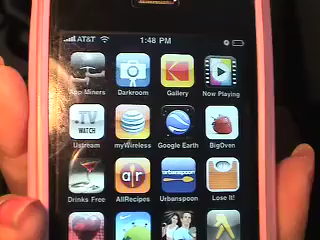 AT&T 1:48 PM
App Miners Darkroom Gallery Now Playing
.TV
WATCH
Ustream myWireless Google Earth BigOven
ar
urbanspoon
Drinks Free AllRecipes Urbanspoon Lose It!